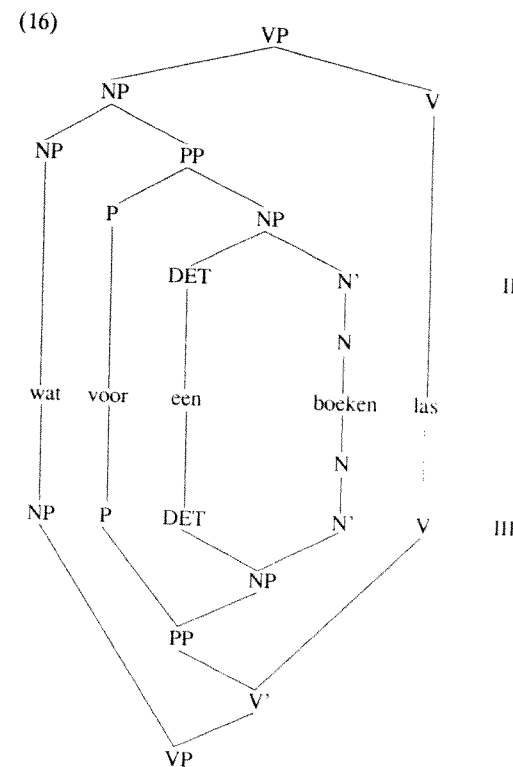 (16)
VP
NP V
NP PP
P NP
DET N'
II
N
wat voor een boeken las
N
NP P DET N' V III
NP
PP
V'
VP